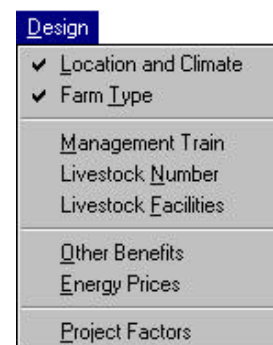 Design
Location and Climate
Farm Type
Management Train
Livestock Number
Livestock Facilities
Other Benefits
Energy Prices
Project Factors